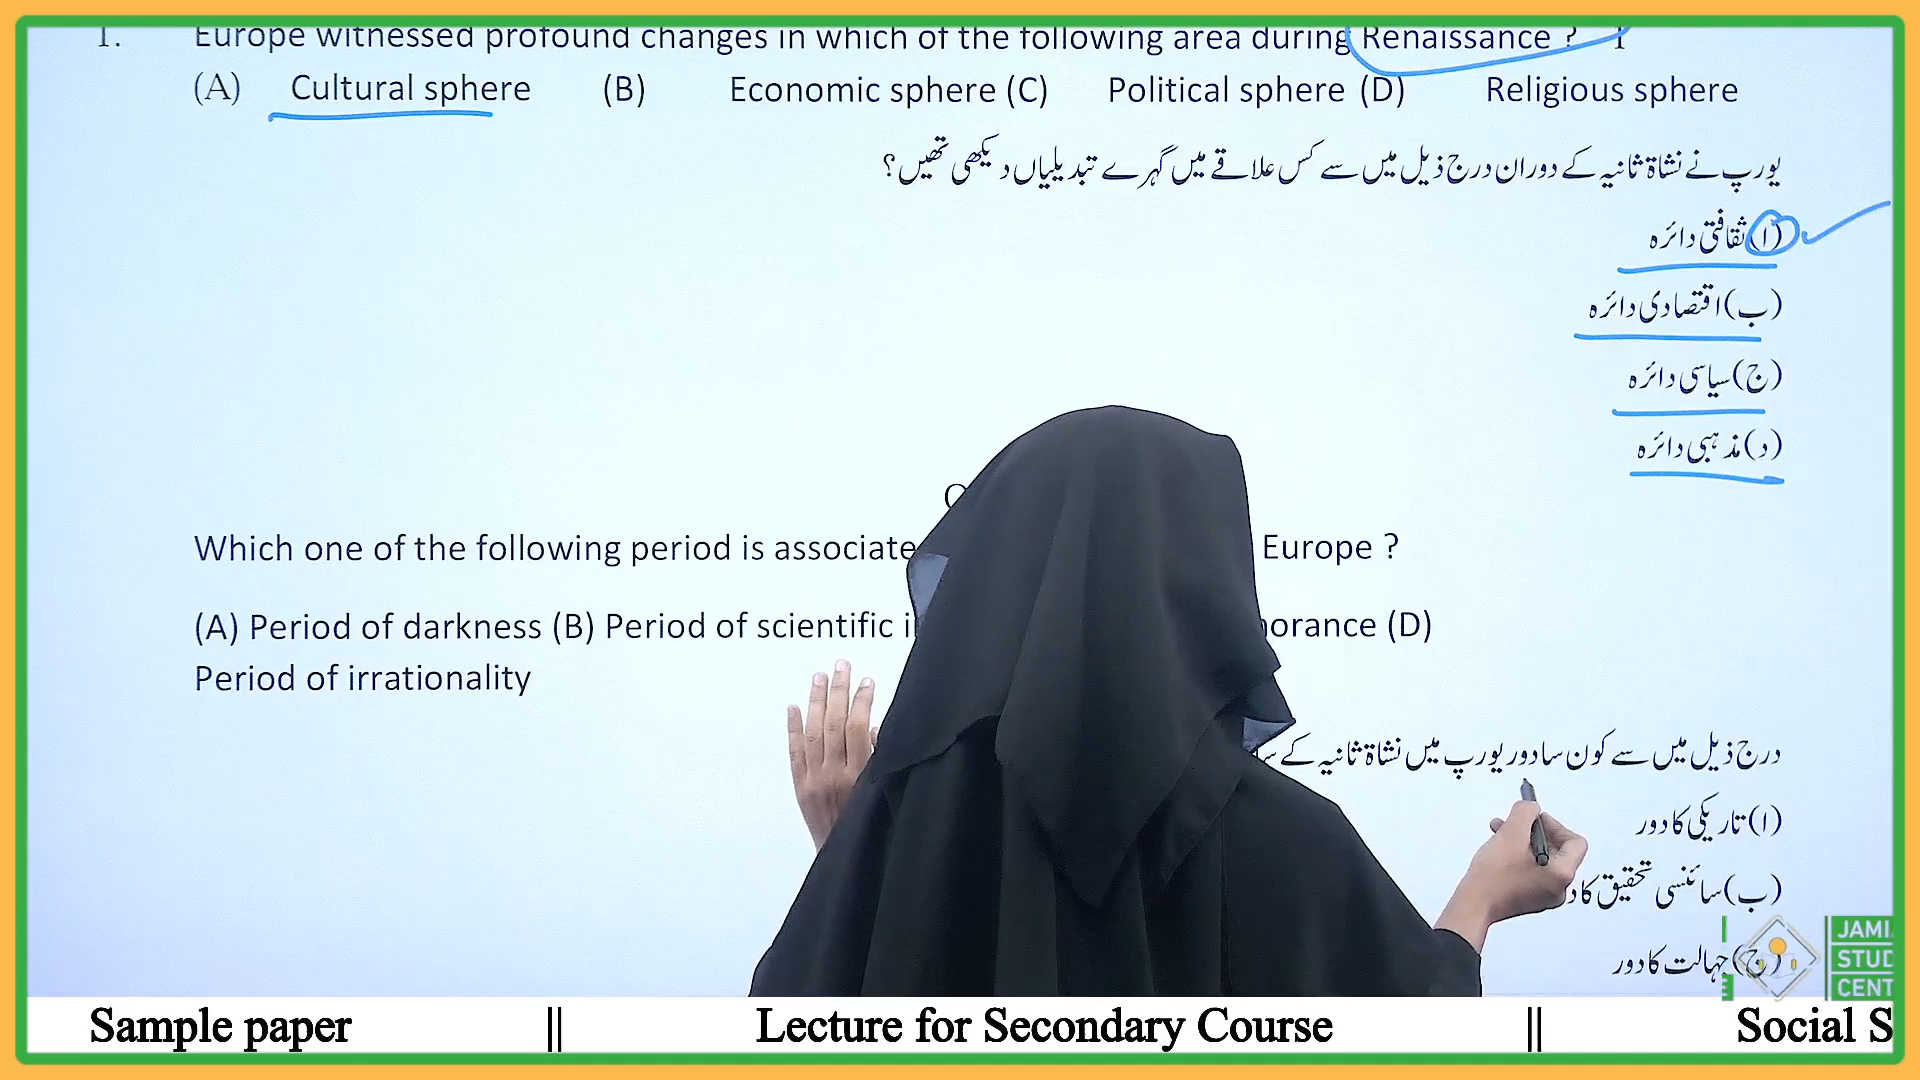 1. Europe witnessed profound changes in which of the following area during Renaissance ? 1
(A) Cultural sphere (B) Economic sphere (C) Political sphere (D) Religious sphere
یورپ نے نشاۃ ثانیہ کے دوران درج ذیل میں سے کس علاقے میں گہرے تبدیلیاں دیکھی تھیں؟
(ا) ثقافتی دائرہ
(ب) اقتصادی دائرہ
(ج) سیاسی دائرہ
(د) مذہبی دائرہ
Which one of the following period is Europe ?
(A) Period of darkness (B) Period of scientific (D)
Period of irrationality
درج ذیل میں سے کون سا دور یورپ میں نشاۃ ثانیہ کے
(ا) تاریکی کا دور
(ب) سائنسی تحقیق کا
(ج) جہالت کا دور
JAMI
STUD
CENT
Sample paper || Lecture for Secondary Course || Social S